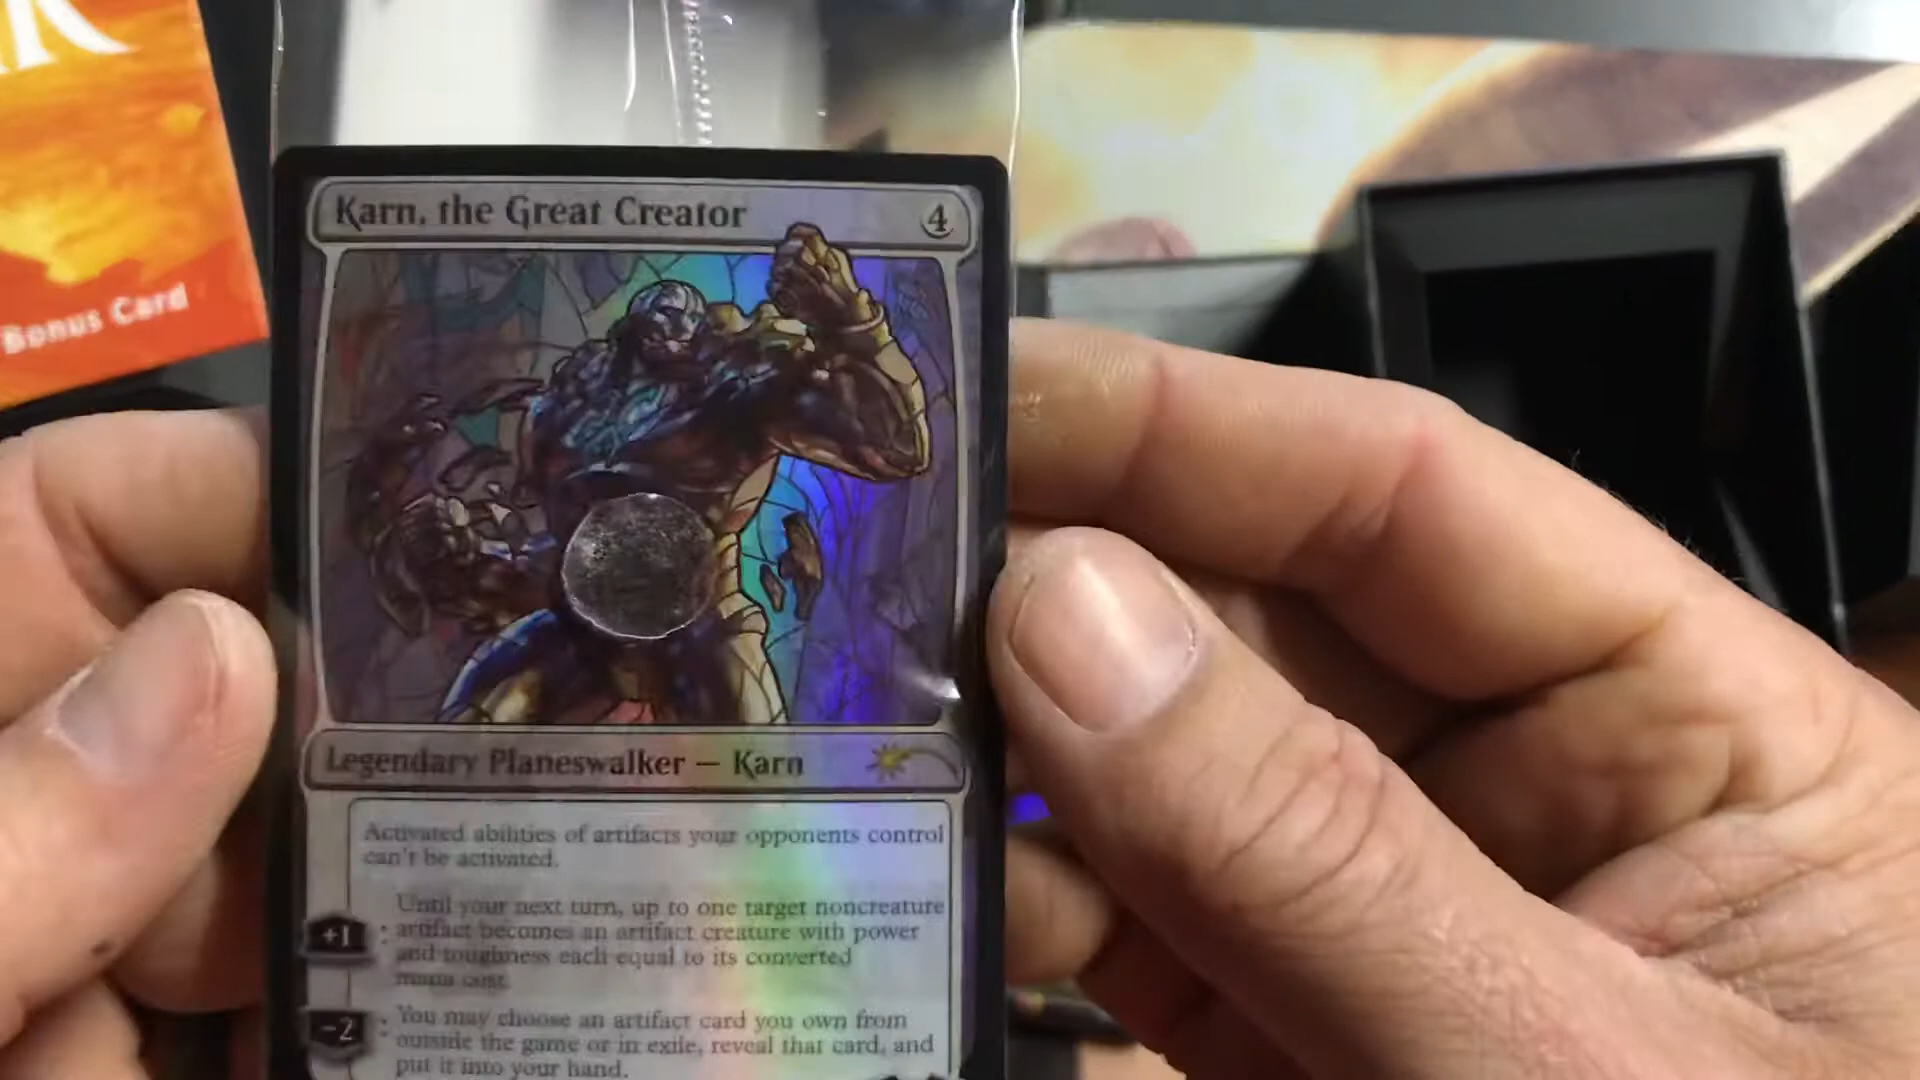 R
Bonus Card
Karn, the Great Creator
4
Legendary Planeswalker — Karn
Activated abilities of artifacts your opponents control
can't be activated.
+1
: Until your next turn, up to one target noncreature
artifact becomes an artifact creature with power
and toughness each equal to its converted
mana cost.
-2
: You may choose an artifact card you own from
outside the game or in exile, reveal that card, and
put it into your hand.